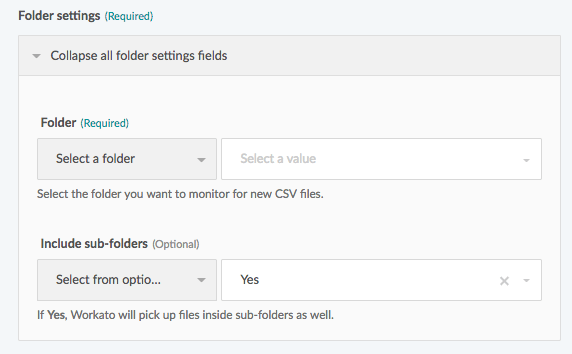 Folder settings (Required)
Collapse all folder settings fields
Folder (Required)
Select a folder Select a value
Select the folder you want to monitor for new CSV files.
Include sub-folders (Optional)
Select from optio... Yes
If Yes, Workato will pick up files inside sub-folders as well.